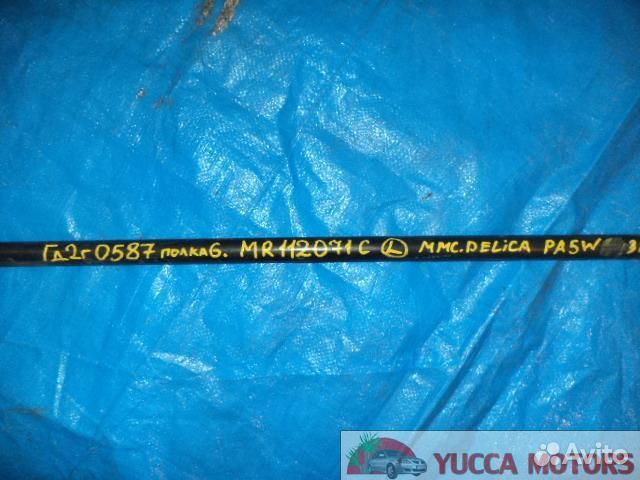 Гд2г 0587 полка6. MR112071C L MMC.DELICA PA5W
Avito
YUCCA MOTORS